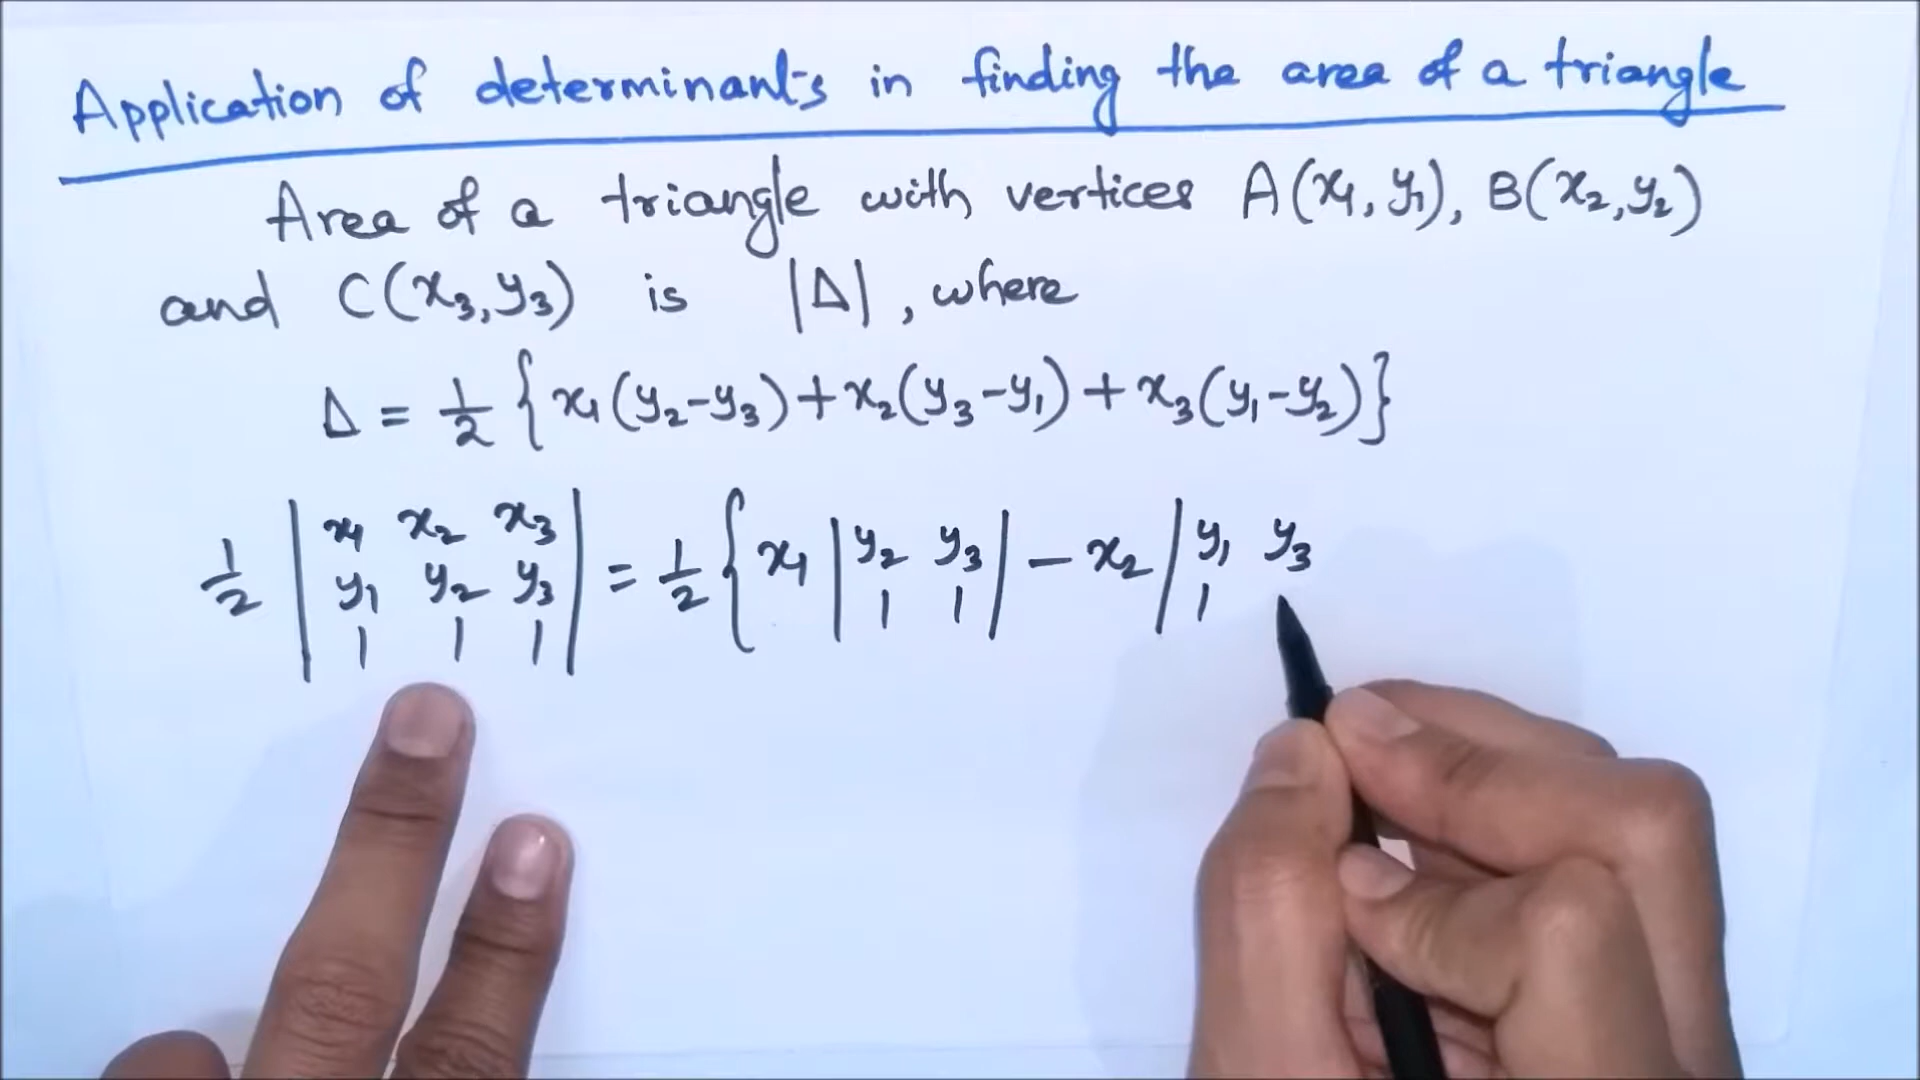 Application of determinants in finding the area of a triangle
Area of a triangle with vertices A(x₁, y₁), B(x₂, y₂)
and C(x₃, y₃) is |Δ|, where
Δ = 1/2 {x₁(y₂-y₃)+x₂(y₃-y₁)+x₃(y₁-y₂)}
1/2 | x₁ x₂ x₃ | = 1/2 { x₁ | y₂ y₃ | - x₂ | y₁ y₃
y₁ y₂ y₃
1 1 1
1 1
1